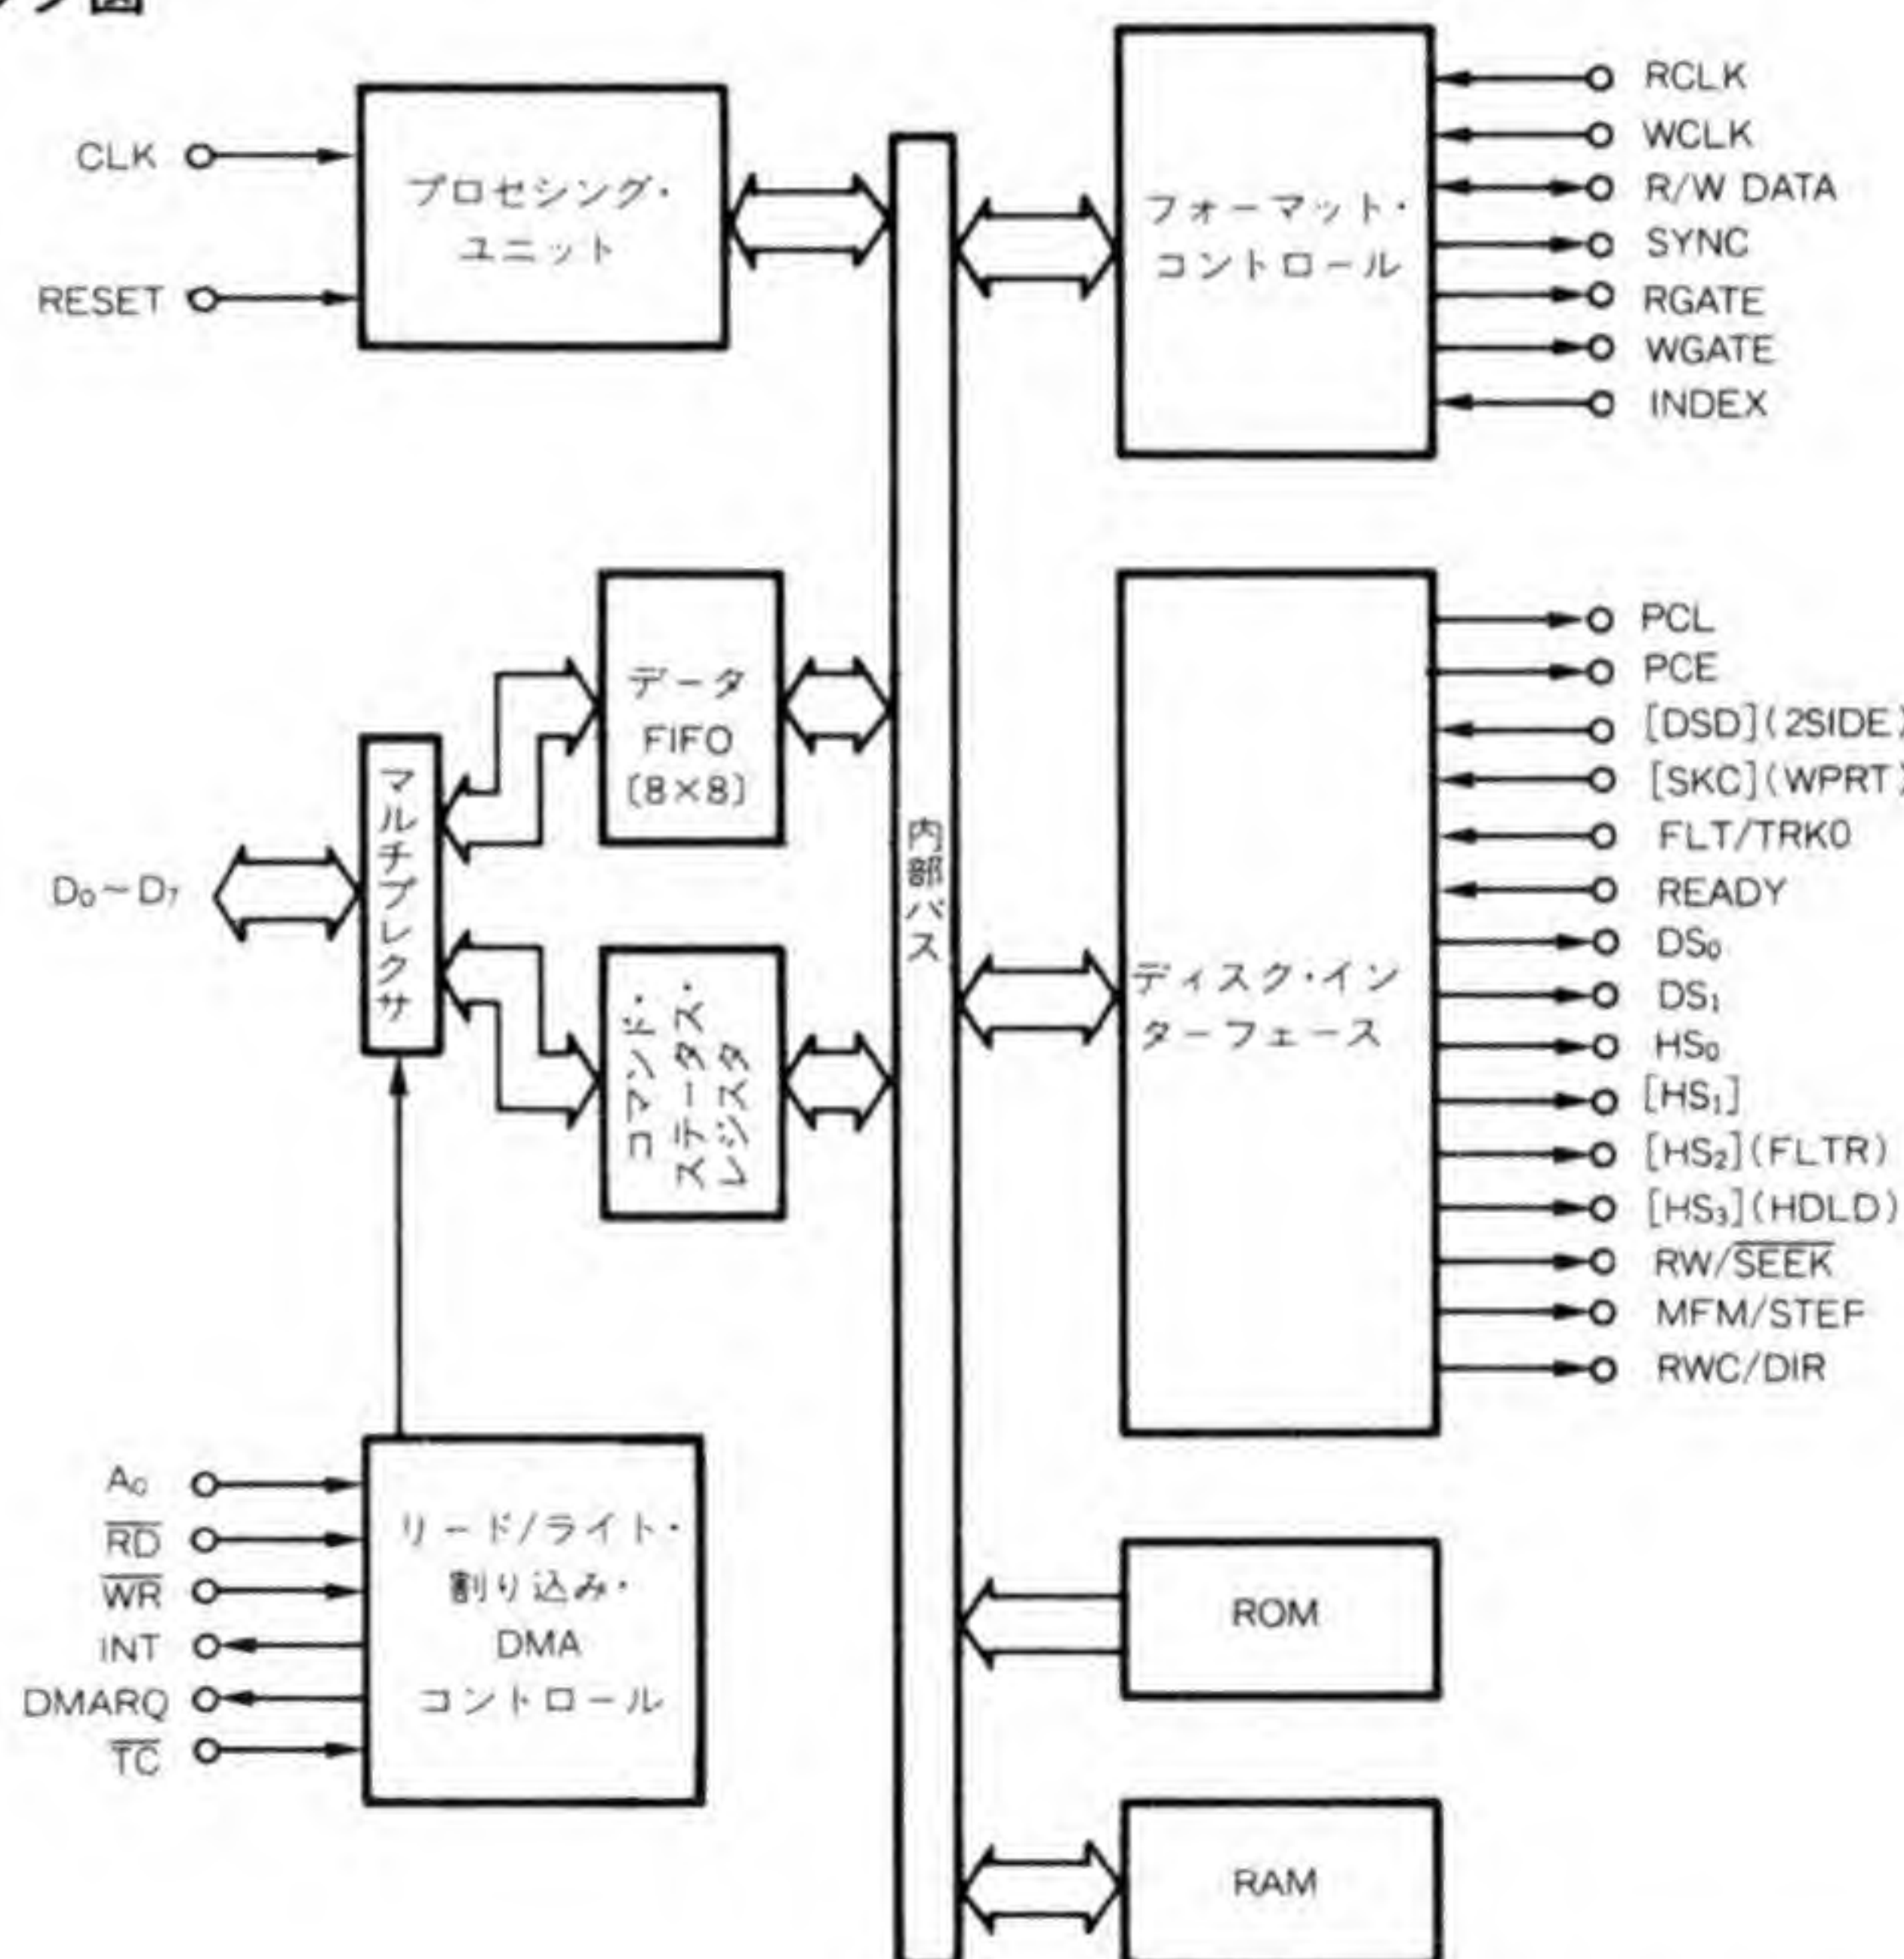 ック図
CLK
RESET
プロセシング・
ユニット
フォーマット・
コントロール
RCLK
WCLK
R/W DATA
SYNC
RGATE
WGATE
INDEX
D₀~D₇
マルチプレクサ
データ
FIFO
[8×8]
コマンド・
ステータス・
レジスタ
内部バス
ディスク・イン
ターフェース
PCL
PCE
[DSD](2SIDE)
[SKC](WPRT)
FLT/TRK0
READY
DS₀
DS₁
HS₀
[HS₁]
[HS₂](FLTR)
[HS₃](HDLD)
RW/S̅E̅E̅K̅
MFM/STEP
RWC/DIR
A₀
R̅D̅
W̅R̅
INT
DMARQ
T̅C̅
リード/ライト・
割り込み・
DMA
コントロール
ROM
RAM